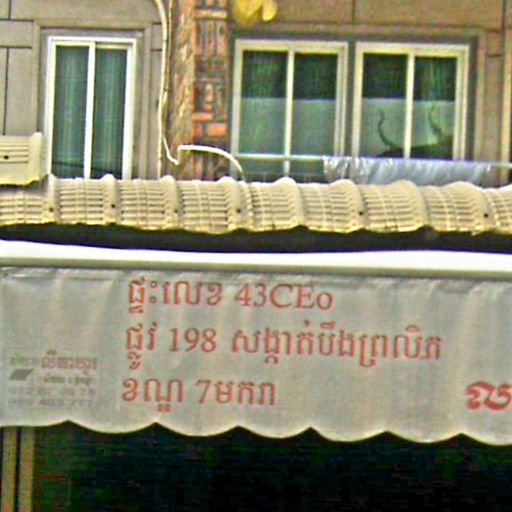 ផ្ទះលេខ 43CEo
ផ្លូវ 198 សង្កាត់បឹងព្រលិត
ខណ្ឌ 7មករា
ល